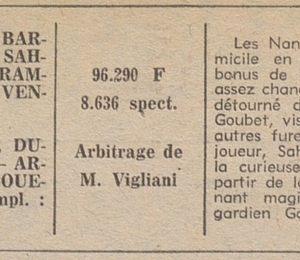 BAR-
SAH-
RAM-
VEN-
DU-
– AR-
OUE-
mpl. :
96.290 F
8.636 spect.
Arbitrage de
M. Vigliani
Les Nan
micile en
bonus de
assez chan
détourné d
Goubet, vis
autres fure
joueur, Sah
la curieuse
partir de l
nant magi
gardien Go